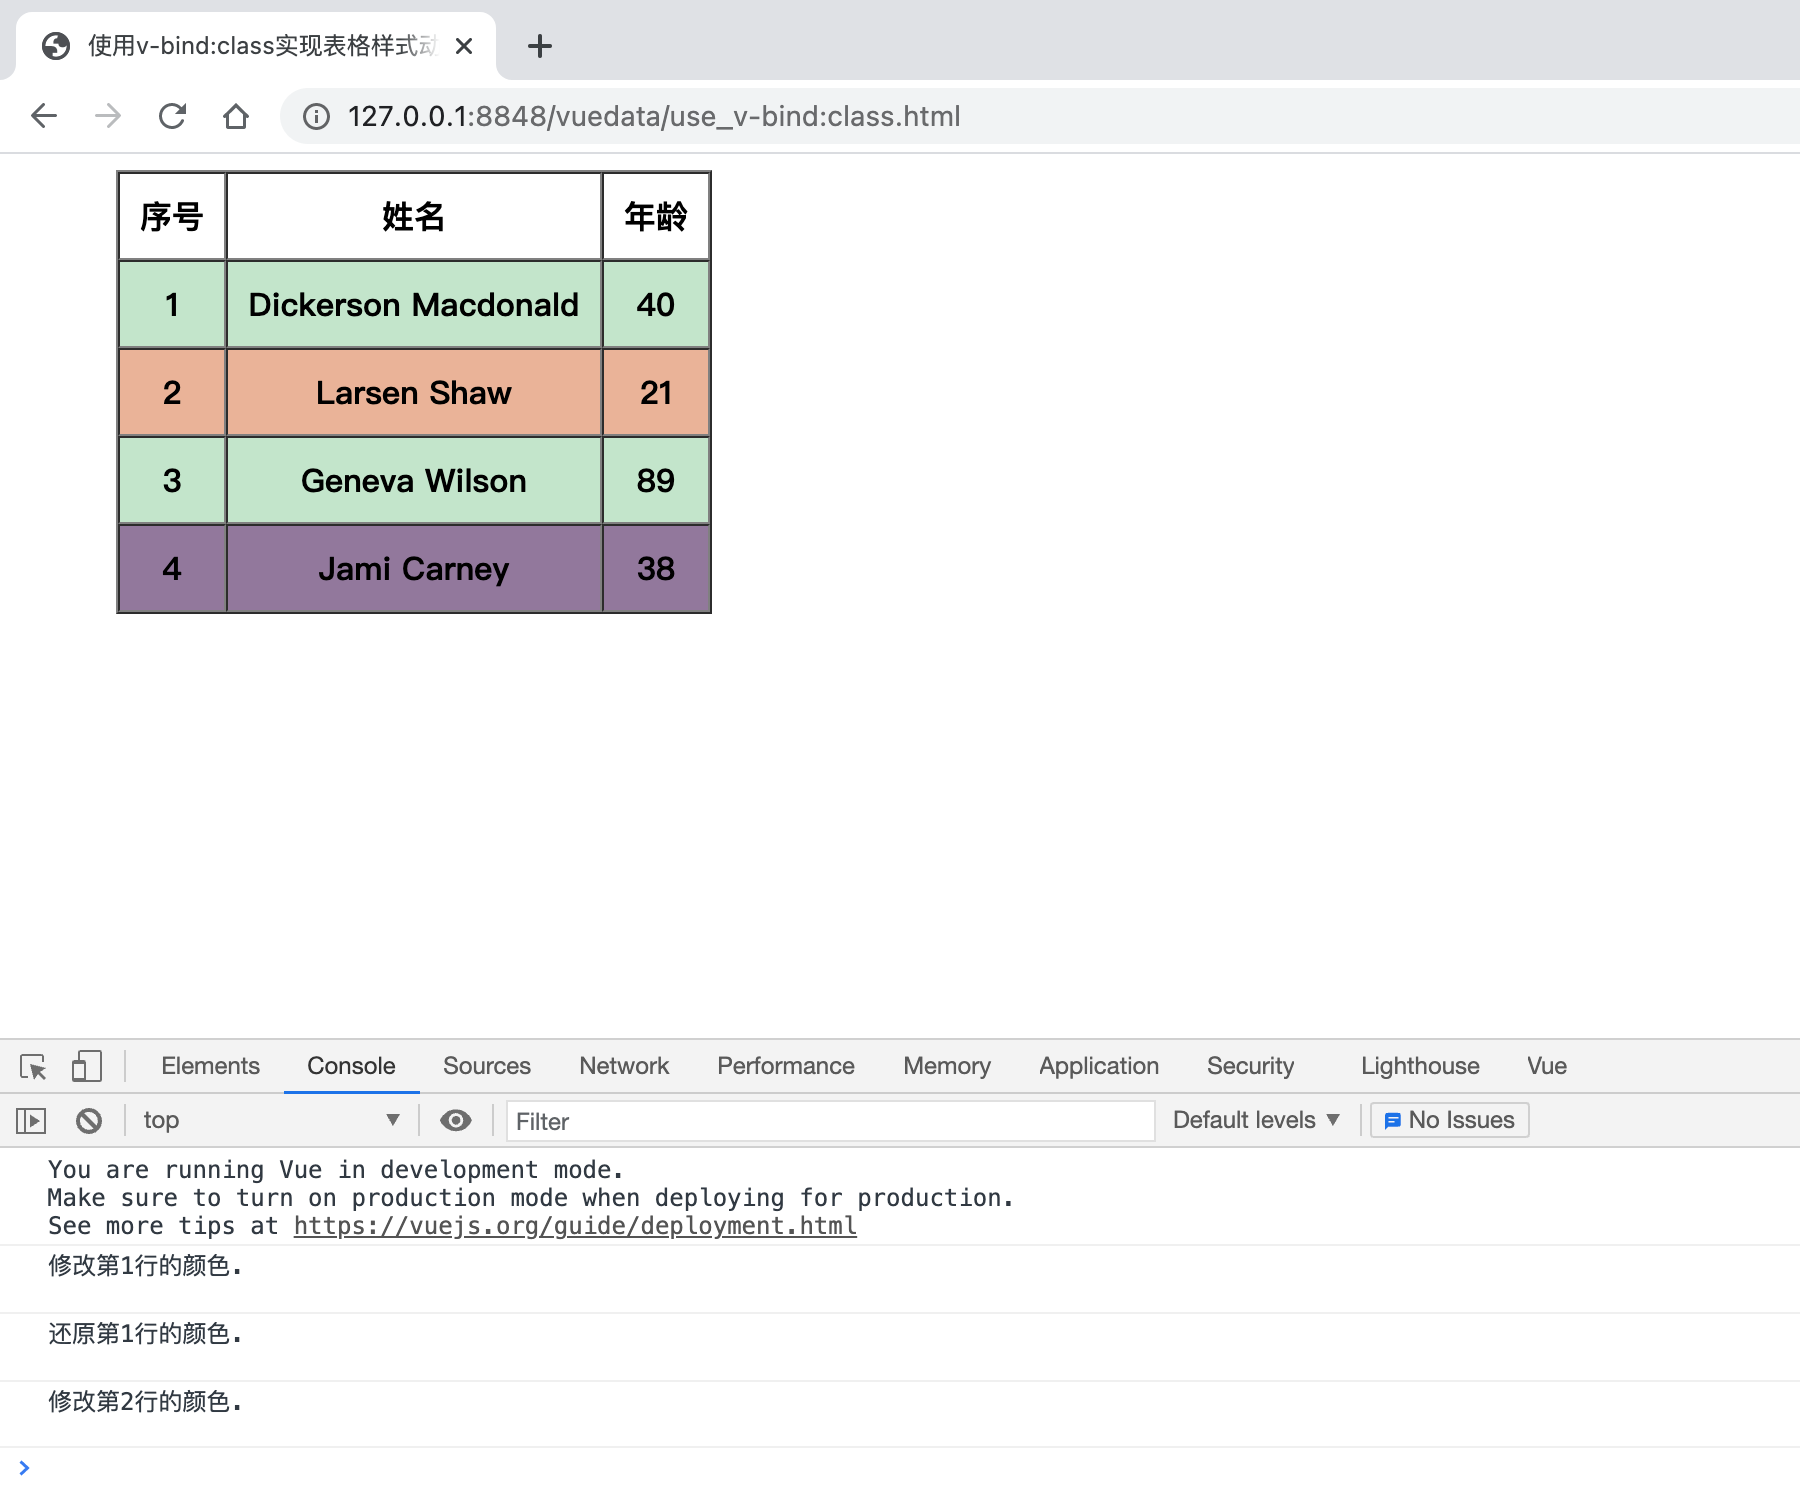 使用v-bind:class实现表格样式动
127.0.0.1:8848/vuedata/use_v-bind:class.html
序号 姓名 年龄
1 Dickerson Macdonald 40
2 Larsen Shaw 21
3 Geneva Wilson 89
4 Jami Carney 38
Elements Console Sources Network Performance Memory Application Security Lighthouse Vue
top Filter Default levels No Issues
You are running Vue in development mode.
Make sure to turn on production mode when deploying for production.
See more tips at https://vuejs.org/guide/deployment.html
修改第1行的颜色.
还原第1行的颜色.
修改第2行的颜色.